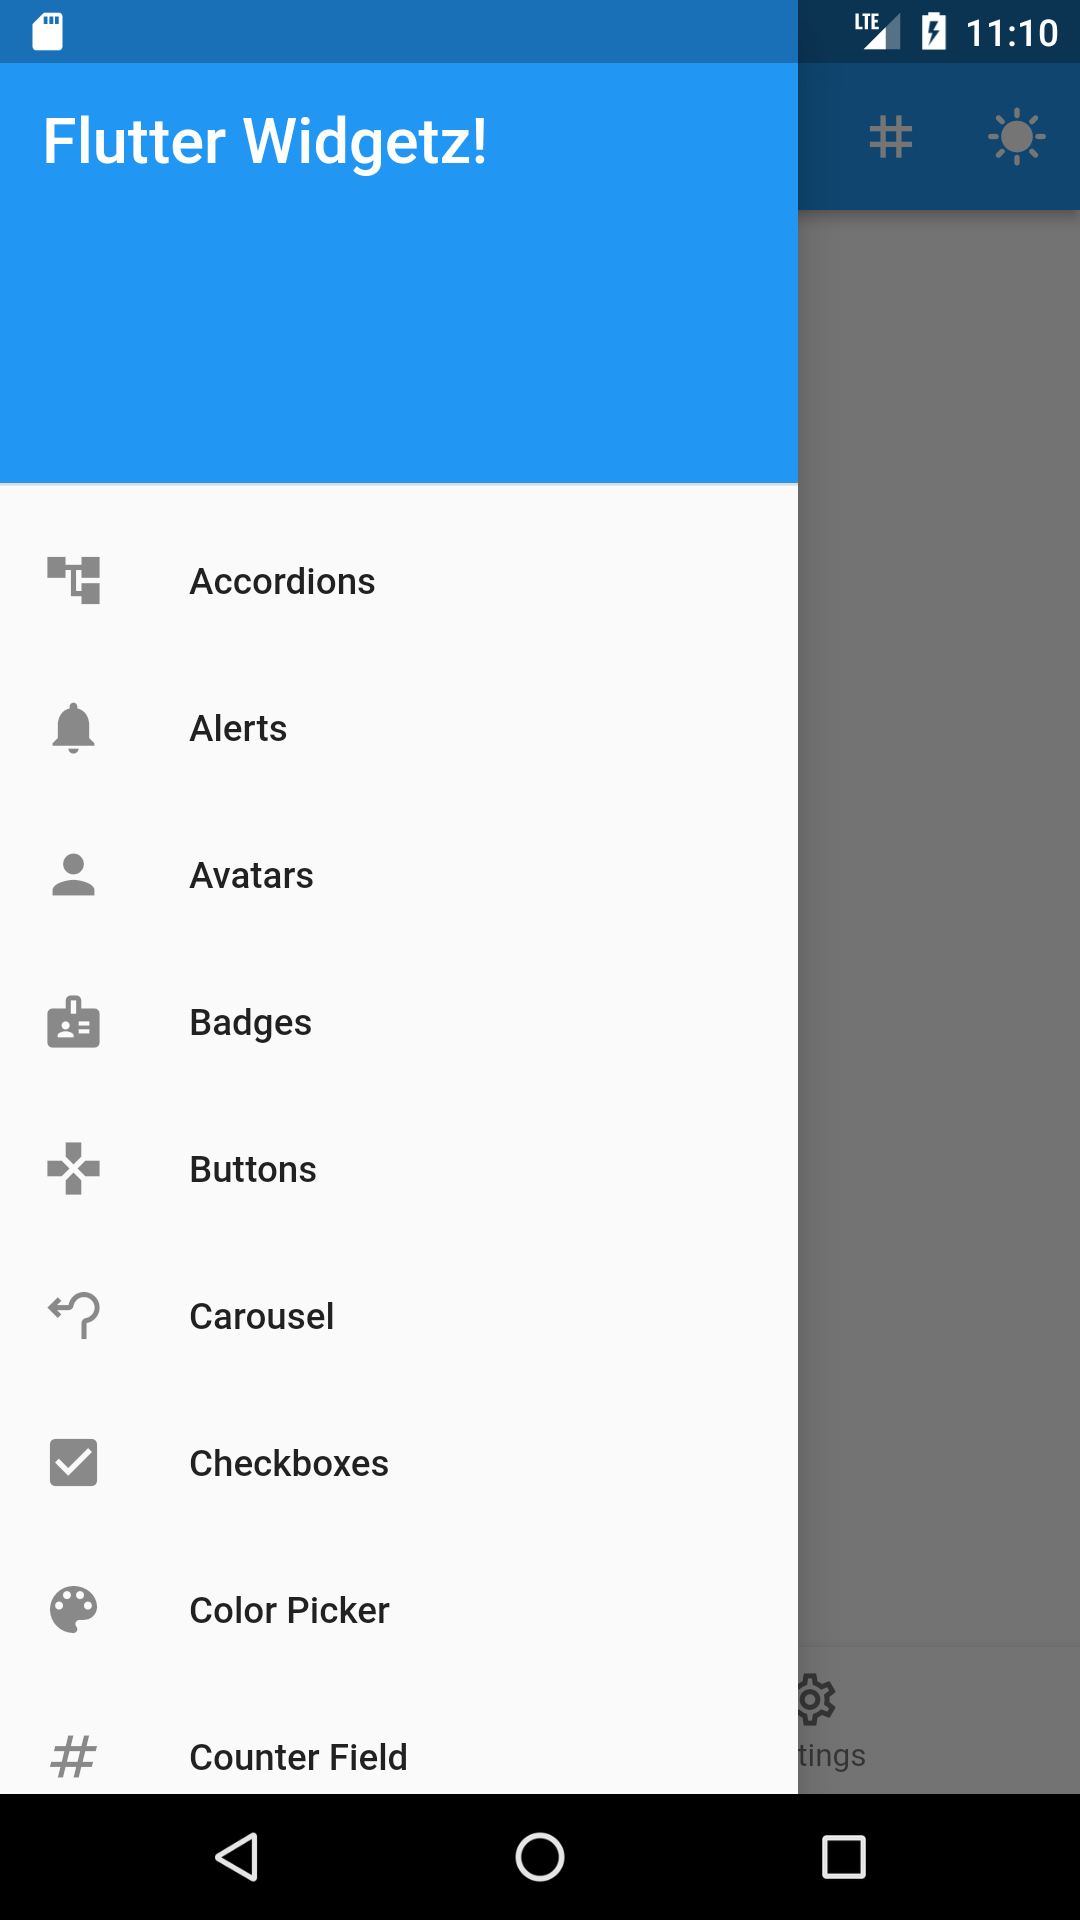 LTE 11:10
Flutter Widgetz!
Accordions
Alerts
Avatars
Badges
Buttons
Carousel
Checkboxes
Color Picker
Counter Field
tings